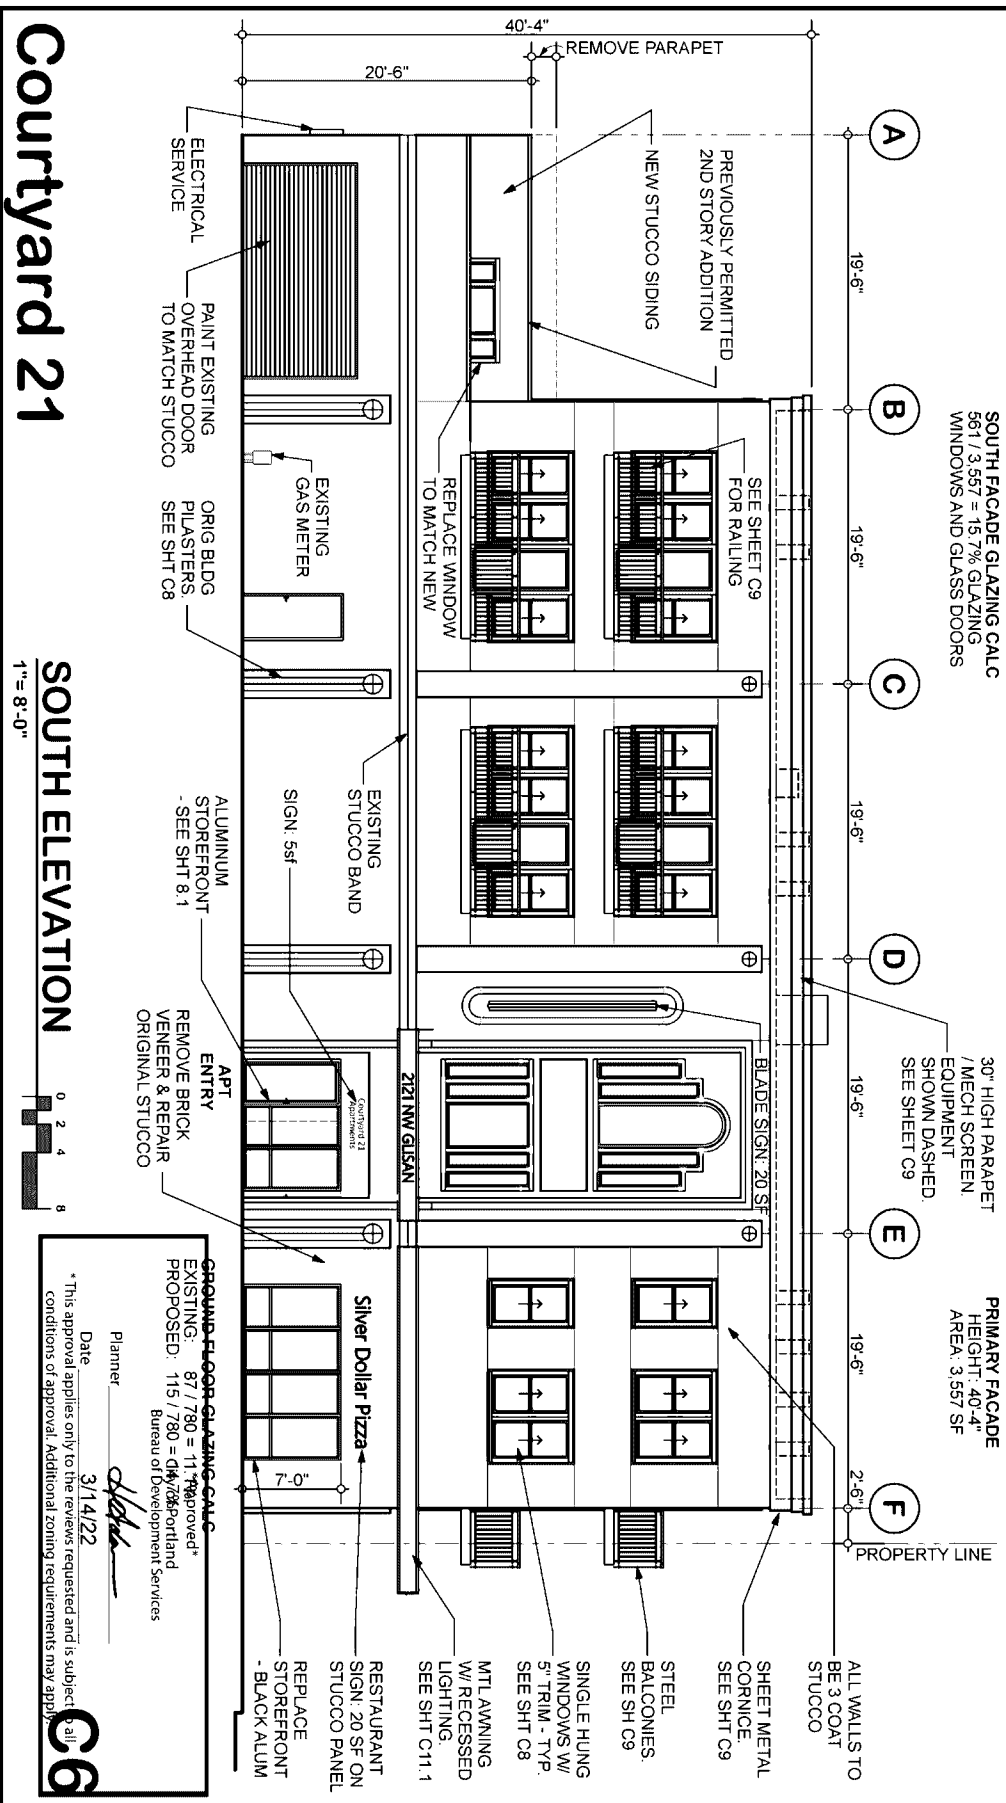 SOUTH FACADE GLAZING CALC
561 / 3,557 = 15.7% GLAZING
WINDOWS AND GLASS DOORS
30" HIGH PARAPET
/ MECH SCREEN.
EQUIPMENT
SHOWN DASHED.
SEE SHEET C9
PRIMARY FACADE
HEIGHT: 40'-4"
AREA: 3,557 SF
A
B
C
D
E
F
19'-6"
19'-6"
19'-6"
19'-6"
19'-6"
2'-6"
PROPERTY LINE
40'-4"
20'-6"
REMOVE PARAPET
PREVIOUSLY PERMITTED
2ND STORY ADDITION
NEW STUCCO SIDING
SEE SHEET C9
FOR RAILING
REPLACE WINDOW
TO MATCH NEW
BLADE SIGN: 20 SF
ALL WALLS TO
BE 3 COAT
STUCCO
SHEET METAL
CORNICE.
SEE SHT C9
STEEL
BALCONIES.
SEE SH C9
SINGLE HUNG
WINDOWS W/
5" TRIM - TYP.
SEE SHT C8
MTL AWNING
W/ RECESSED
LIGHTING.
SEE SHT C11.1
RESTAURANT
SIGN: 20 SF ON
STUCCO PANEL
REPLACE
STOREFRONT
- BLACK ALUM
2121 NW GLISAN
Courtyard 21
Apartments
Silver Dollar Pizza
7'-0"
EXISTING
GAS METER
EXISTING
STUCCO BAND
SIGN: 5sf
ELECTRICAL
SERVICE
PAINT EXISTING
OVERHEAD DOOR
TO MATCH STUCCO
ORIG BLDG
PILASTERS.
SEE SHT C8
ALUMINUM
STOREFRONT
- SEE SHT 8.1
APT
ENTRY
REMOVE BRICK
VENEER & REPAIR
ORIGINAL STUCCO
GROUND FLOOR GLAZING CALC
EXISTING: 87 / 780 = 11
PROPOSED: 115 / 780 =
*Approved*
City of Portland
Bureau of Development Services
Planner
Date 3/14/22
* This approval applies only to the reviews requested and is subject to all
conditions of approval. Additional zoning requirements may apply.
C6
Courtyard 21
SOUTH ELEVATION
1"= 8'-0"
0 2 4 8